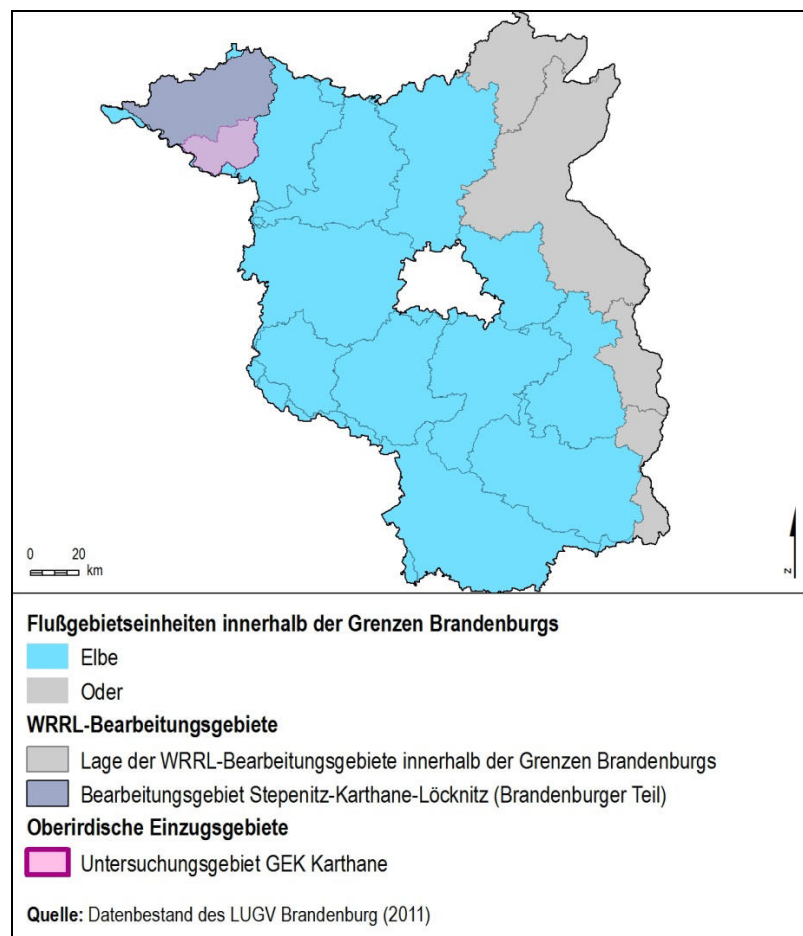 0 20
km
N
Flußgebietseinheiten innerhalb der Grenzen Brandenburgs
Elbe
Oder
WRRL-Bearbeitungsgebiete
Lage der WRRL-Bearbeitungsgebiete innerhalb der Grenzen Brandenburgs
Bearbeitungsgebiet Stepenitz-Karthane-Löcknitz (Brandenburger Teil)
Oberirdische Einzugsgebiete
Untersuchungsgebiet GEK Karthane
Quelle: Datenbestand des LUGV Brandenburg (2011)